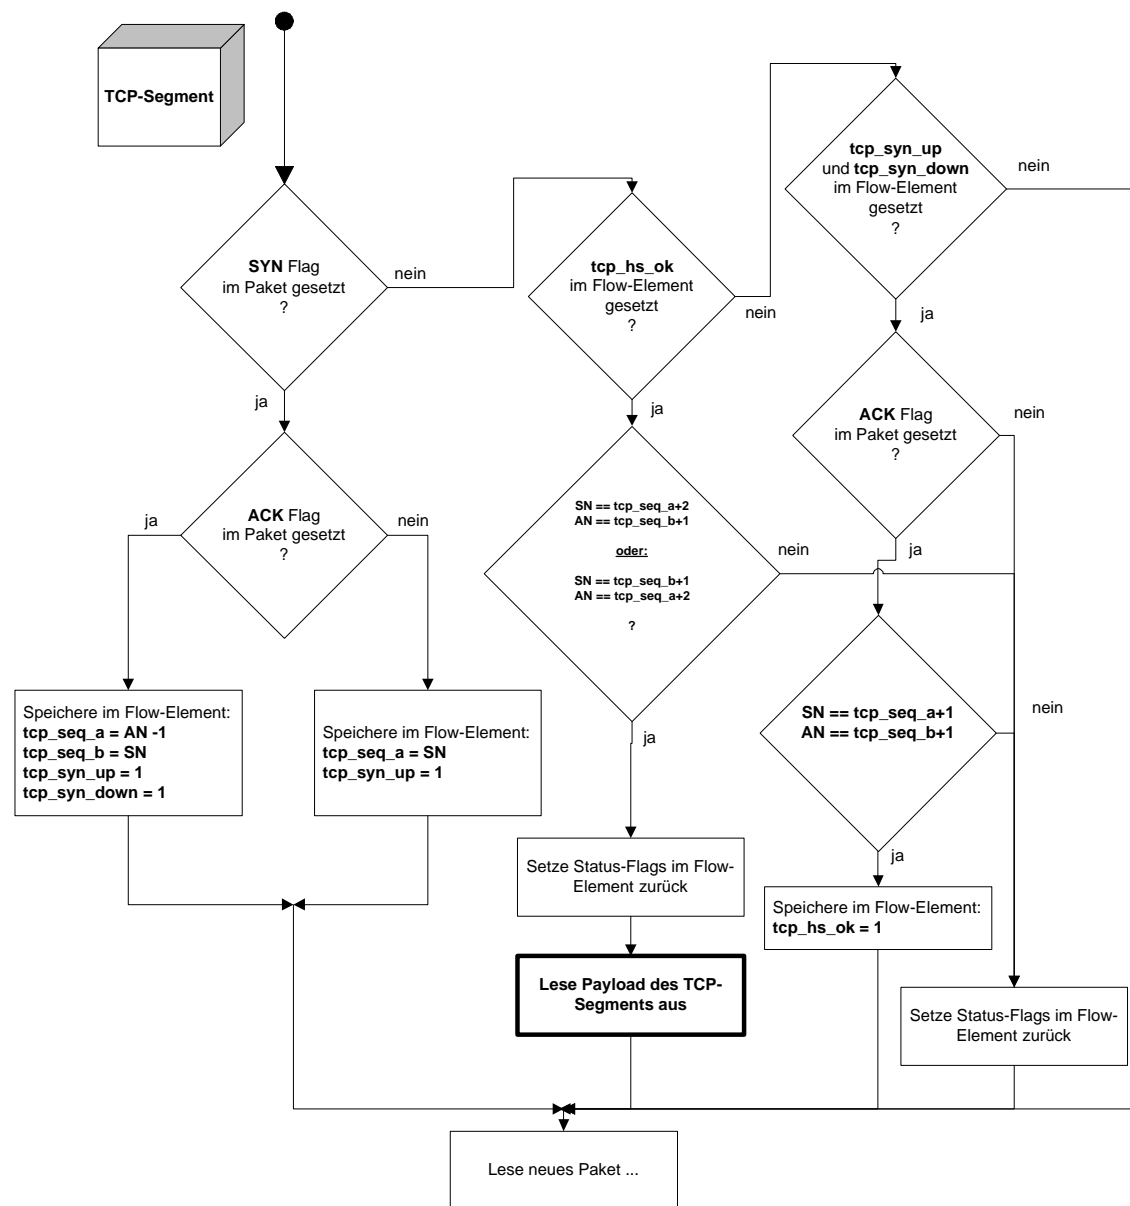 TCP-Segment
SYN Flag
im Paket gesetzt
?
nein
ja
ACK Flag
im Paket gesetzt
?
ja
nein
Speichere im Flow-Element:
tcp_seq_a = AN -1
tcp_seq_b = SN
tcp_syn_up = 1
tcp_syn_down = 1
Speichere im Flow-Element:
tcp_seq_a = SN
tcp_syn_up = 1
tcp_hs_ok
im Flow-Element
gesetzt
?
nein
ja
SN == tcp_seq_a+2
AN == tcp_seq_b+1
oder:
SN == tcp_seq_b+1
AN == tcp_seq_a+2
?
nein
ja
Setze Status-Flags im Flow-
Element zurück
Lese Payload des TCP-
Segments aus
tcp_syn_up
und tcp_syn_down
im Flow-Element
gesetzt
?
nein
ja
ACK Flag
im Paket gesetzt
?
nein
ja
SN == tcp_seq_a+1
AN == tcp_seq_b+1
nein
ja
Speichere im Flow-Element:
tcp_hs_ok = 1
Setze Status-Flags im Flow-
Element zurück
Lese neues Paket ...